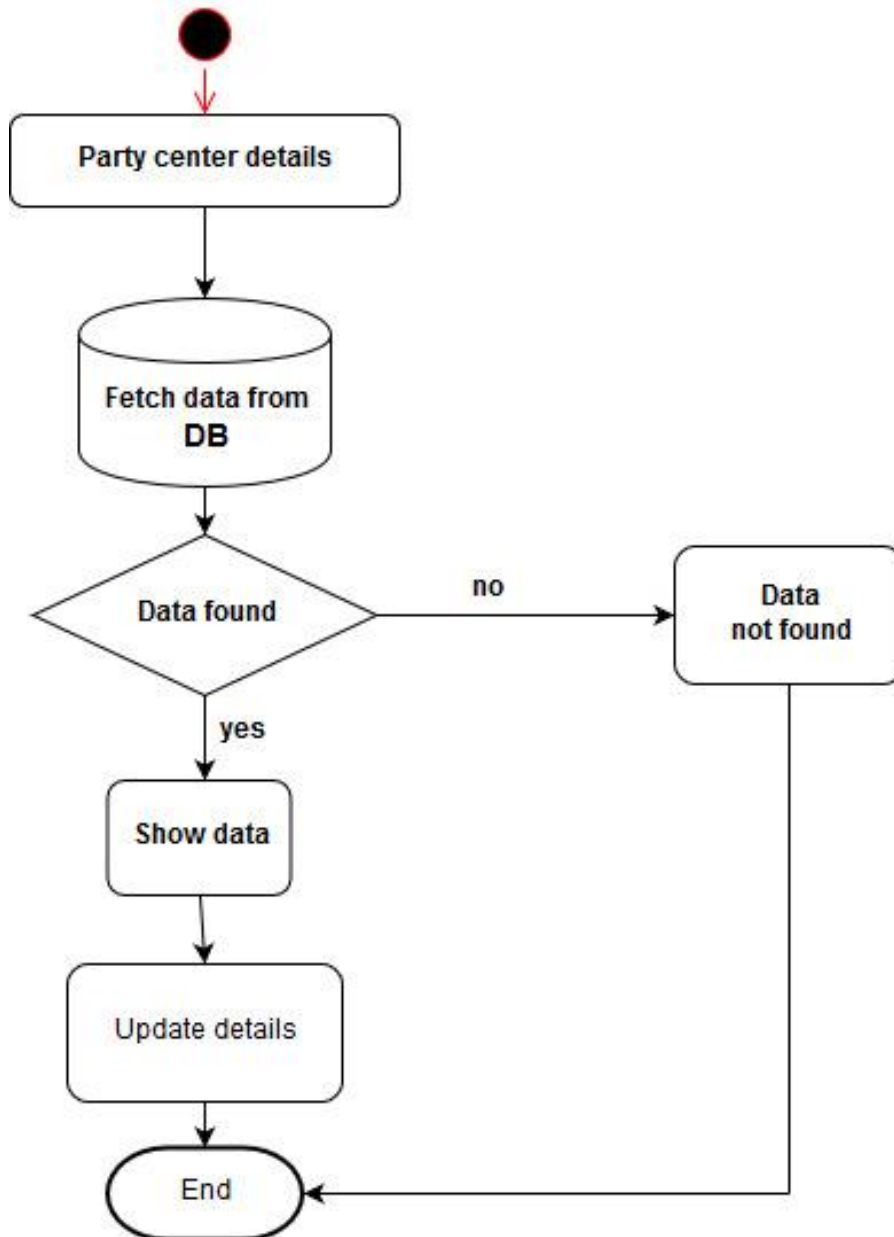 Party center details
Fetch data from
DB
Data found
no
Data
not found
yes
Show data
Update details
End